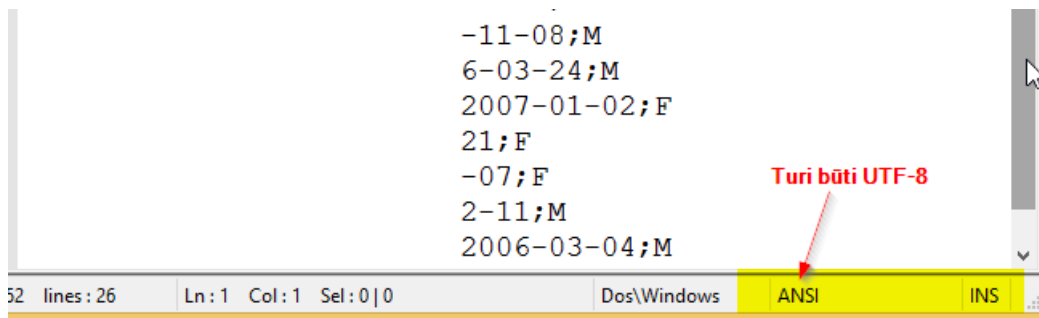 -11-08;M
6-03-24;M
2007-01-02;F
21;F
-07;F
Turi būti UTF-8
2-11;M
2006-03-04;M
52 lines : 26 Ln : 1 Col : 1 Sel : 0 | 0 Dos\Windows ANSI INS